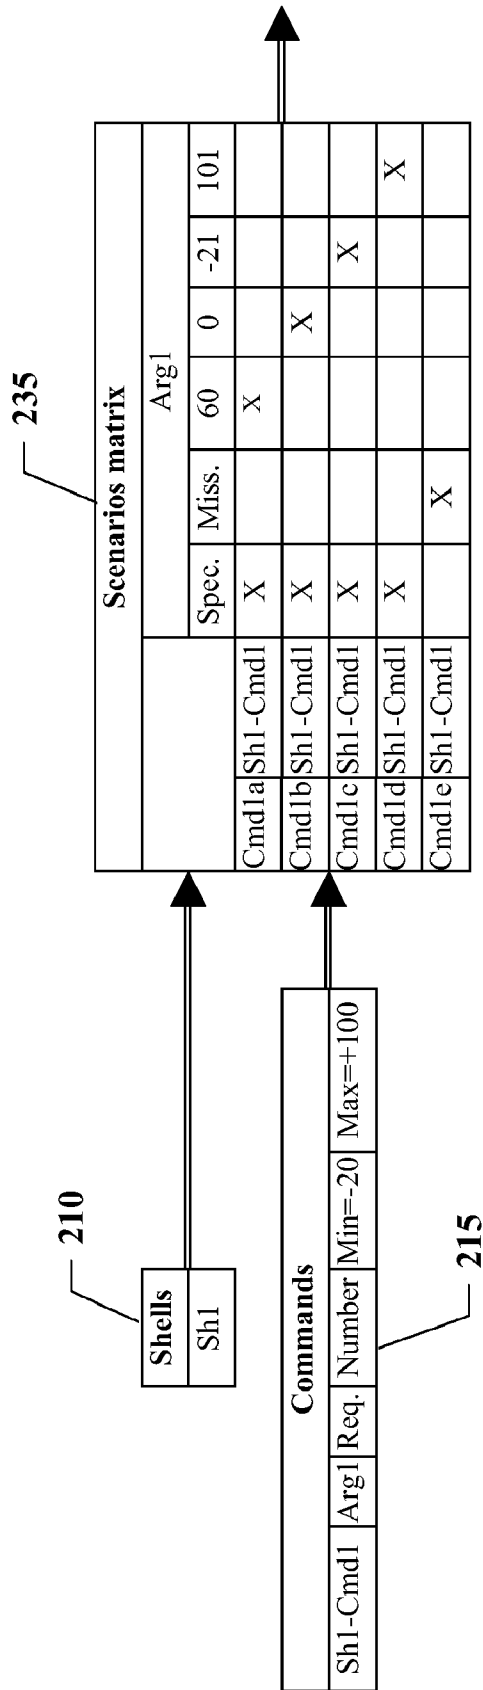 210
Shells
Sh1
Commands
Sh1-Cmd1 Arg1 Req. Number Min=-20 Max=+100
215
235
Scenarios matrix
Arg1
Spec. Miss. 60 0 -21 101
Cmd1a Sh1-Cmd1 X X
Cmd1b Sh1-Cmd1 X X
Cmd1c Sh1-Cmd1 X X
Cmd1d Sh1-Cmd1 X X
Cmd1e Sh1-Cmd1 X